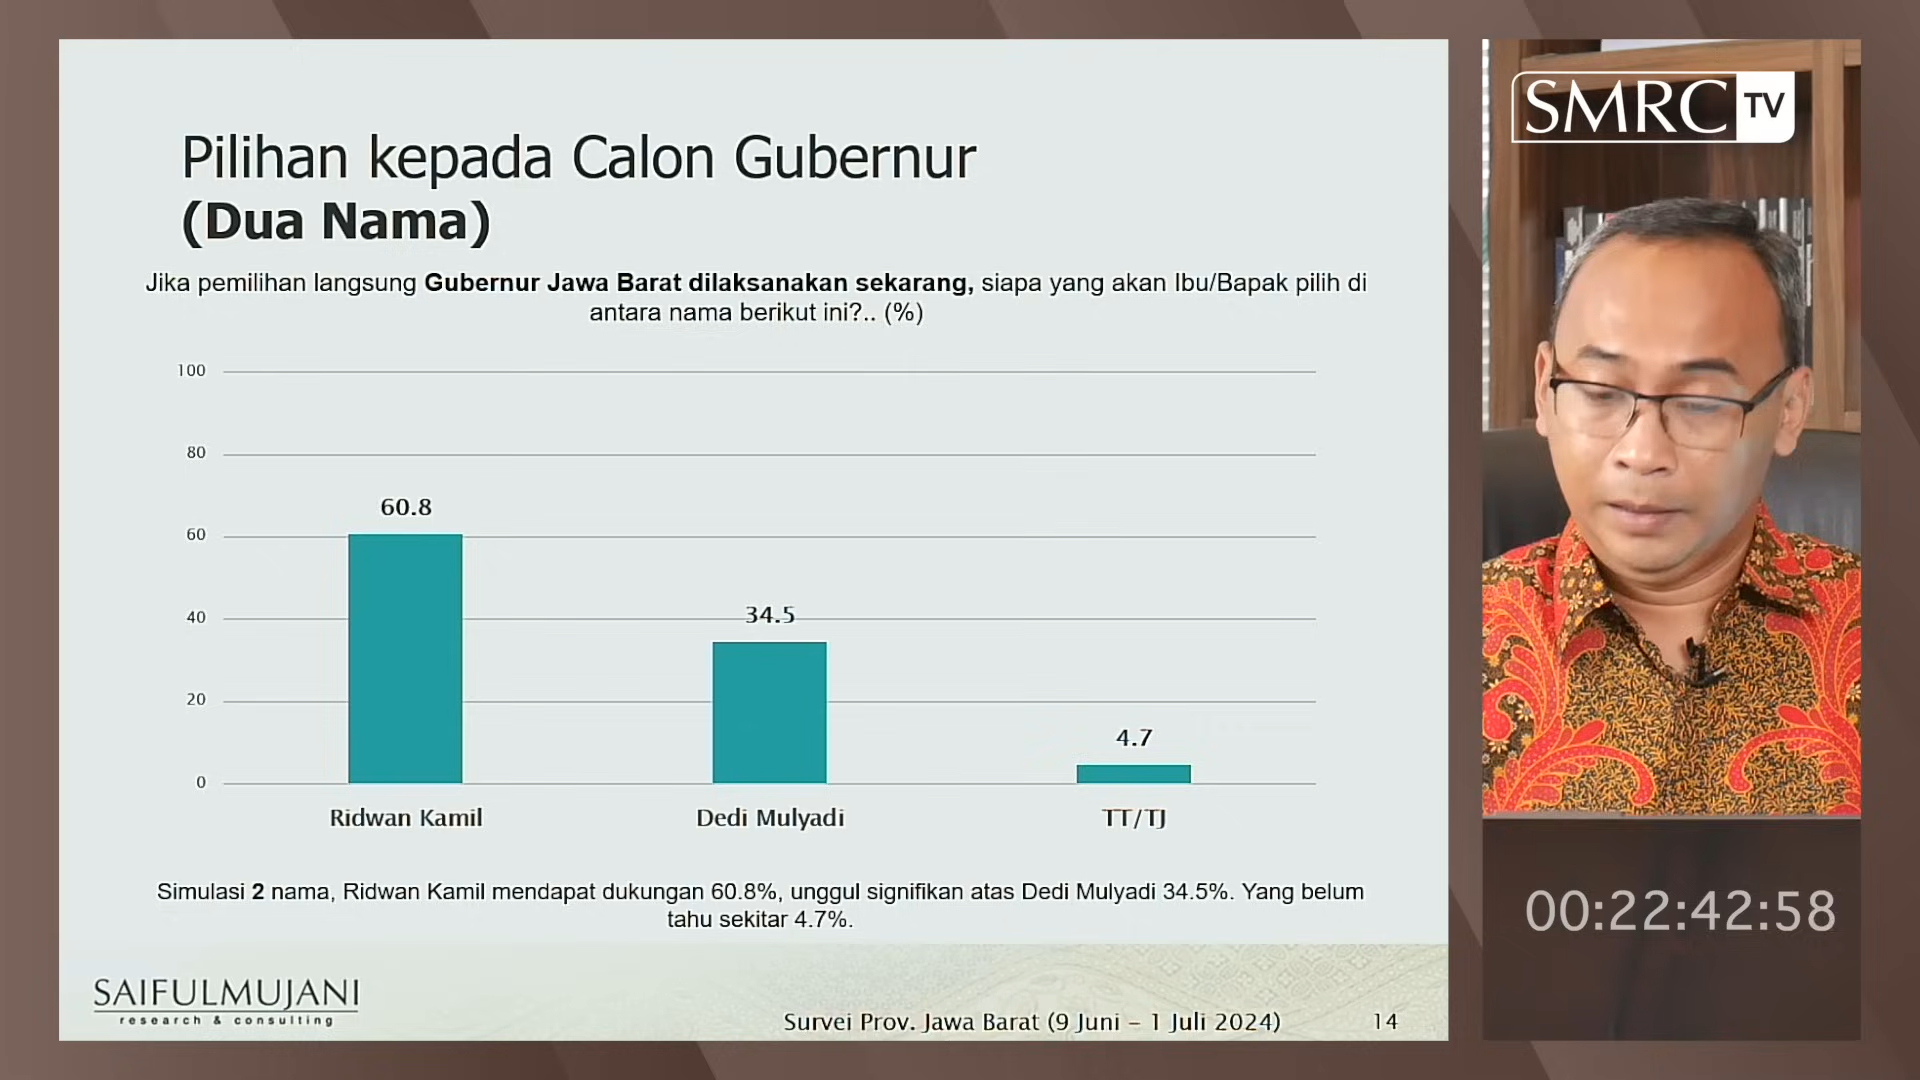 Pilihan kepada Calon Gubernur
(Dua Nama)
Jika pemilihan langsung Gubernur Jawa Barat dilaksanakan sekarang, siapa yang akan Ibu/Bapak pilih di
antara nama berikut ini?.. (%)
100
80
60
40
20
0
60.8
34.5
4.7
Ridwan Kamil
Dedi Mulyadi
TT/TJ
Simulasi 2 nama, Ridwan Kamil mendapat dukungan 60.8%, unggul signifikan atas Dedi Mulyadi 34.5%. Yang belum
tahu sekitar 4.7%.
SAIFULMUJANI
research & consulting
Survei Prov. Jawa Barat (9 Juni – 1 Juli 2024)
14
SMRC TV
00:22:42:58